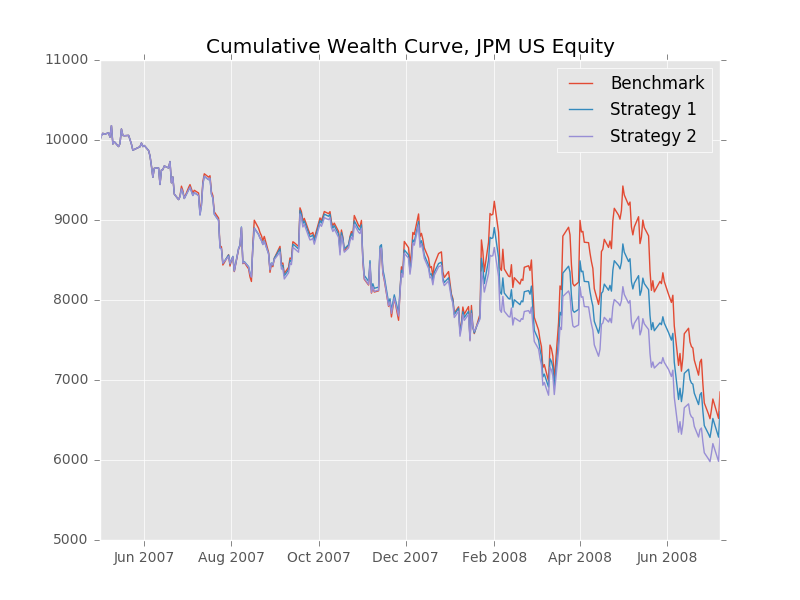 Cumulative Wealth Curve, JPM US Equity
11000
10000
9000
8000
7000
6000
5000
Benchmark
Strategy 1
Strategy 2
Jun 2007
Aug 2007
Oct 2007
Dec 2007
Feb 2008
Apr 2008
Jun 2008